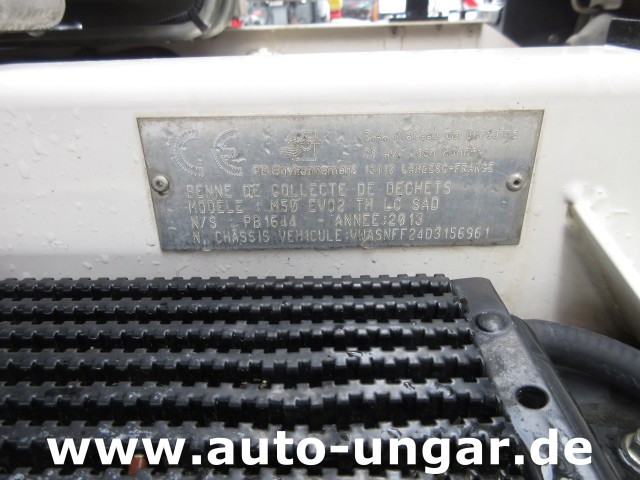 PB Environnement
BENNE DE COLLECTE DE DECHETS
MODELE : M50 EVO2 TH LC SAD
N/S - PB1644 - ANNEE:2013
N. CHASSIS VEHICULE:VWASNFF24D3156961
www.auto-ungar.de